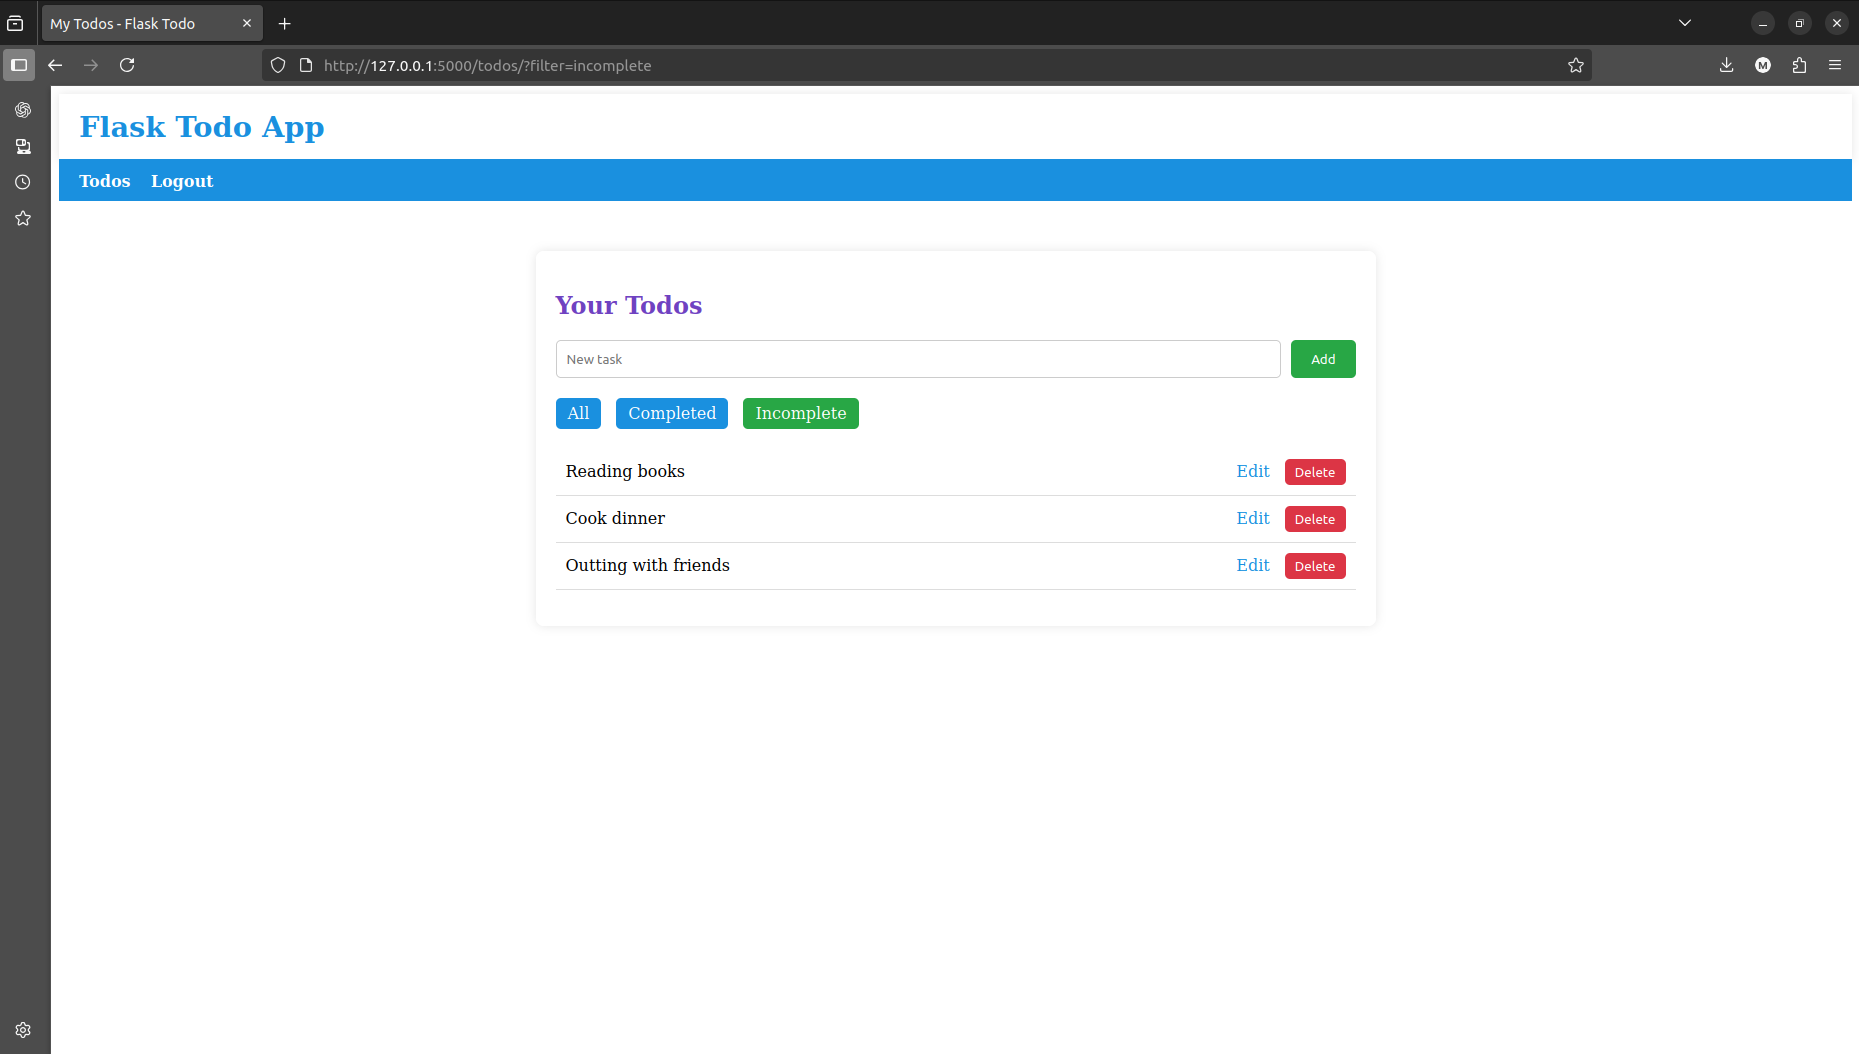 My Todos - Flask Todo
http://127.0.0.1:5000/todos/?filter=incomplete
M
Flask Todo App
Todos Logout
Your Todos
New task Add
All Completed Incomplete
Reading books Edit Delete
Cook dinner Edit Delete
Outting with friends Edit Delete